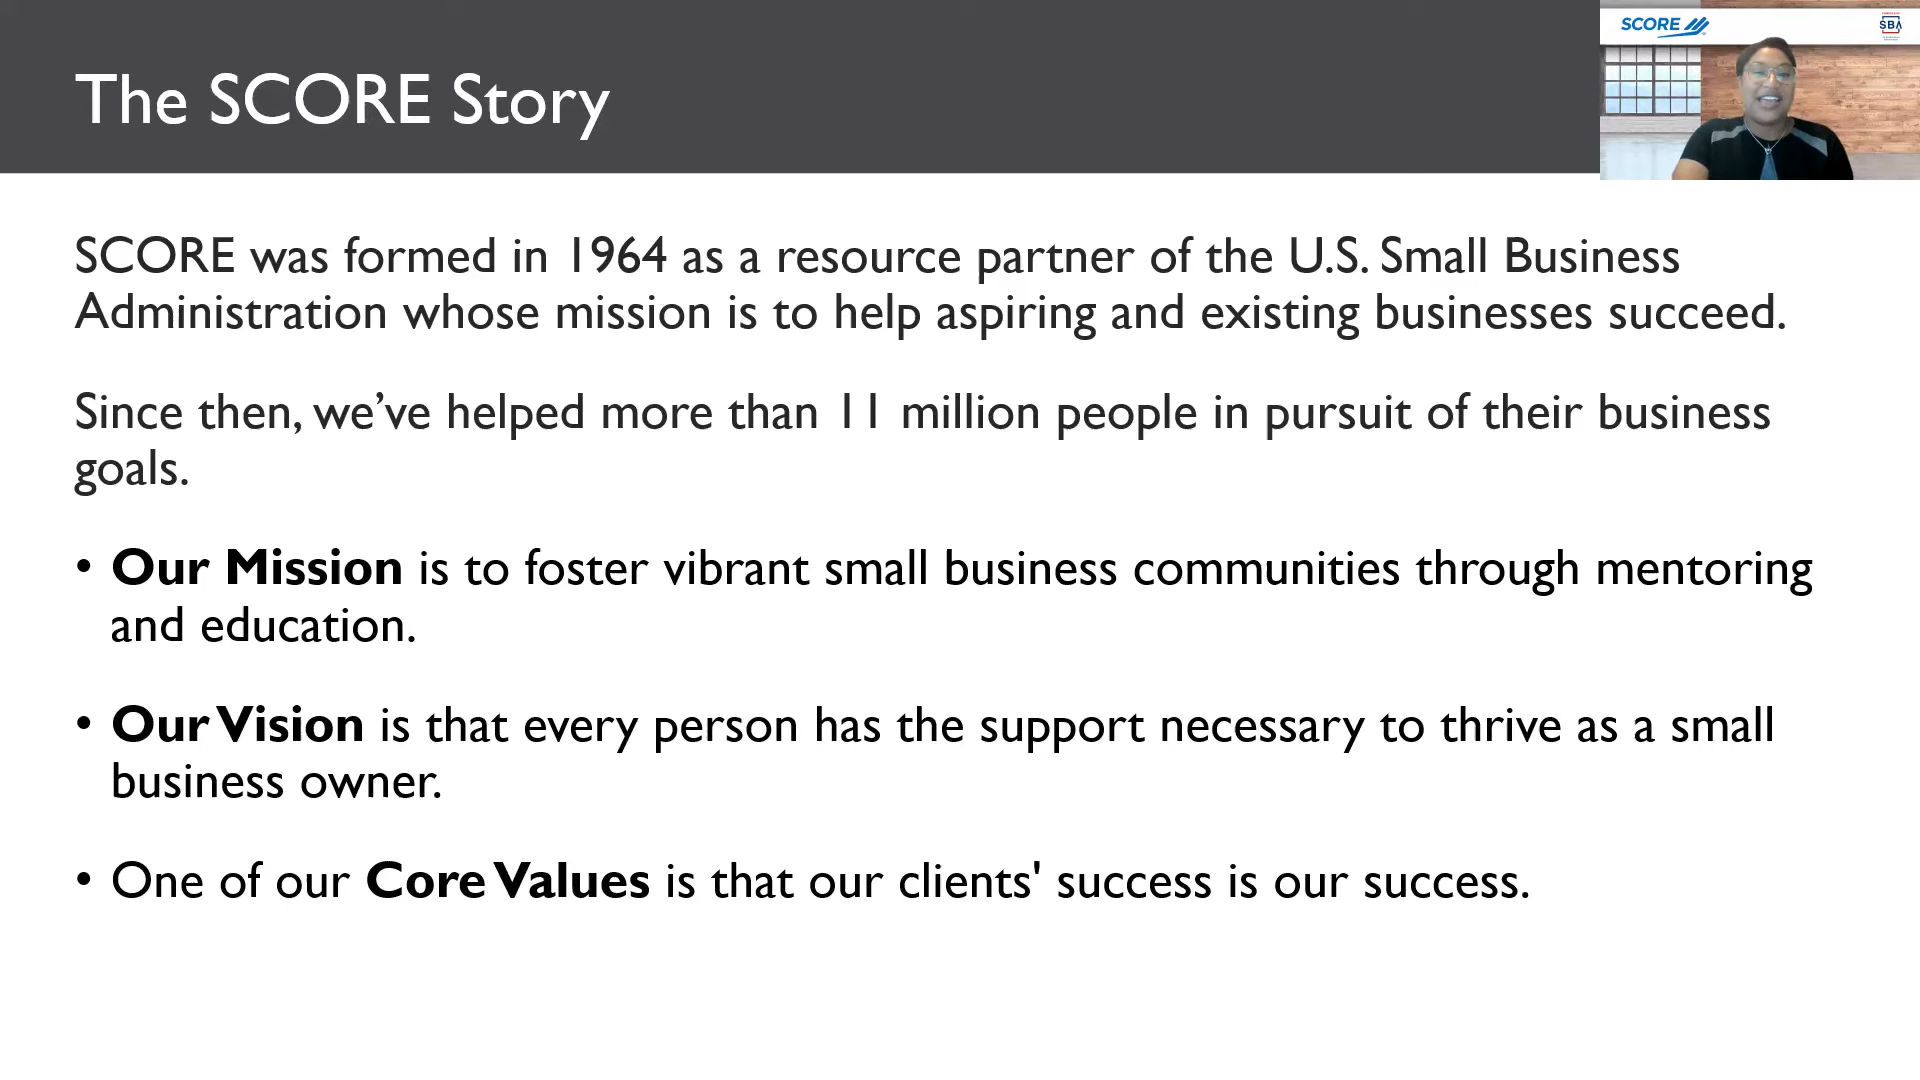 The SCORE Story
SCORE
SBA
SCORE was formed in 1964 as a resource partner of the U.S. Small Business
Administration whose mission is to help aspiring and existing businesses succeed.
Since then, we’ve helped more than 11 million people in pursuit of their business
goals.
• Our Mission is to foster vibrant small business communities through mentoring
and education.
• Our Vision is that every person has the support necessary to thrive as a small
business owner.
• One of our Core Values is that our clients' success is our success.